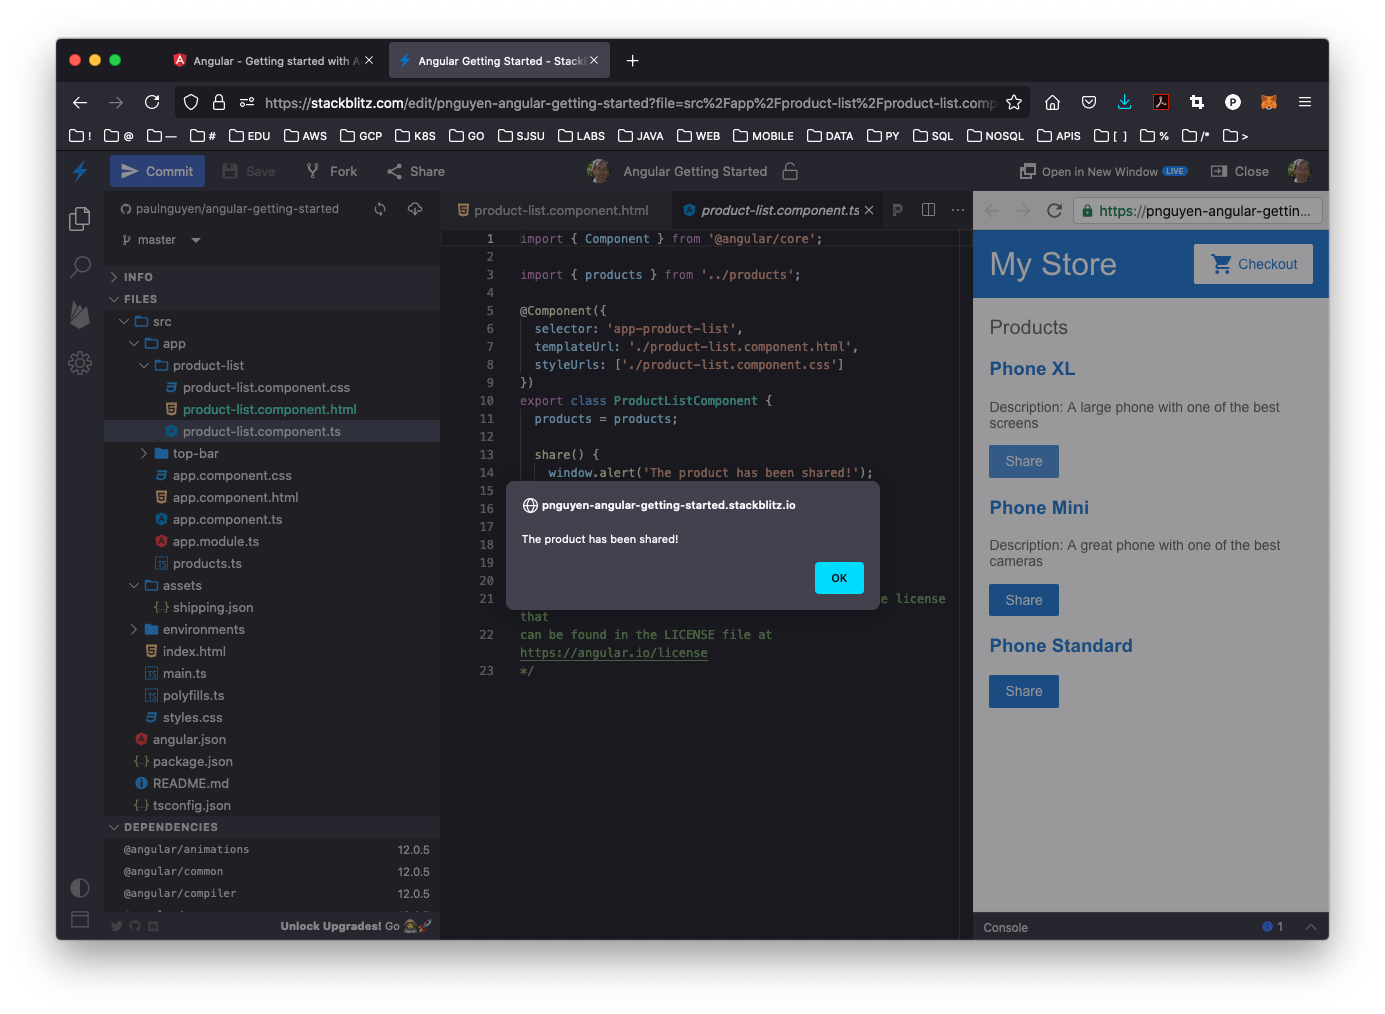 Angular - Getting started with A
Angular Getting Started - Stack
https://stackblitz.com/edit/pnguyen-angular-getting-started?file=src%2Fapp%2Fproduct-list%2Fproduct-list.comp
! @ — # EDU AWS GCP K8S GO SJSU LABS JAVA WEB MOBILE DATA PY SQL NOSQL APIS [ ] % /* >
Commit Save Fork Share Angular Getting Started Open in New Window LIVE Close
paulnguyen/angular-getting-started
master
INFO
FILES
src
app
product-list
product-list.component.css
product-list.component.html
product-list.component.ts
top-bar
app.component.css
app.component.html
app.component.ts
app.module.ts
products.ts
assets
shipping.json
environments
index.html
main.ts
polyfills.ts
styles.css
angular.json
package.json
README.md
tsconfig.json
DEPENDENCIES
@angular/animations 12.0.5
@angular/common 12.0.5
@angular/compiler 12.0.5
Unlock Upgrades! Go
product-list.component.html product-list.component.ts
1 import { Component } from '@angular/core';
2
3 import { products } from '../products';
4
5 @Component({
6 selector: 'app-product-list',
7 templateUrl: './product-list.component.html',
8 styleUrls: ['./product-list.component.css']
9 })
10 export class ProductListComponent {
11 products = products;
12
13 share() {
14 window.alert('The product has been shared!');
15
16
17
18
19
20
21 e license
that
22 can be found in the LICENSE file at
https://angular.io/license
23 */
pnguyen-angular-getting-started.stackblitz.io
The product has been shared!
OK
https://pnguyen-angular-gettin...
My Store
Checkout
Products
Phone XL
Description: A large phone with one of the best
screens
Share
Phone Mini
Description: A great phone with one of the best
cameras
Share
Phone Standard
Share
Console 1